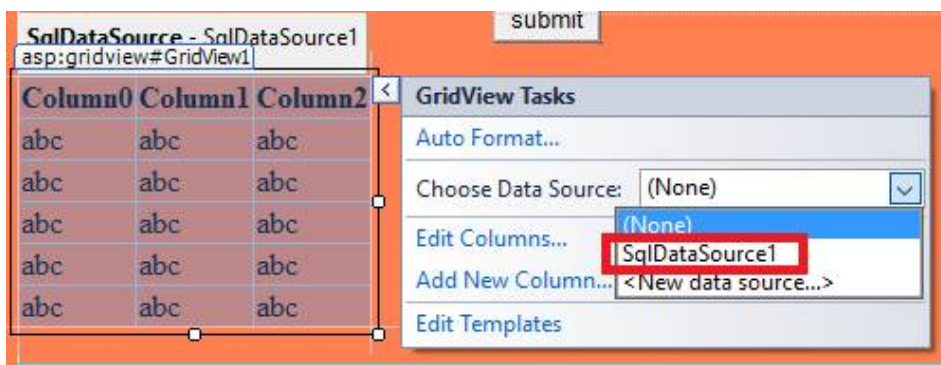 submit
SqlDataSource - SqlDataSource1
asp:gridview#GridView1
Column0 Column1 Column2
abc abc abc
abc abc abc
abc abc abc
abc abc abc
abc abc abc
<
GridView Tasks
Auto Format...
Choose Data Source: (None)
(None)
SqlDataSource1
<New data source...>
Edit Columns...
Add New Column...
Edit Templates